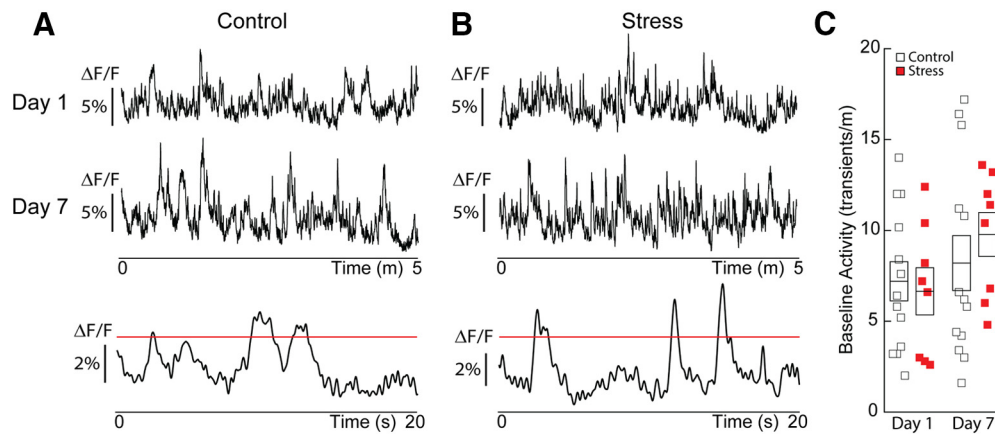 A
Control
Day 1
ΔF/F
5%
Day 7
ΔF/F
5%
0
Time (m)
5
ΔF/F
2%
0
Time (s)
20
B
Stress
ΔF/F
5%
ΔF/F
5%
0
Time (m)
5
ΔF/F
2%
0
Time (s)
20
C
Baseline Activity (transients/m)
20
15
10
5
0
Control
Stress
Day 1
Day 7